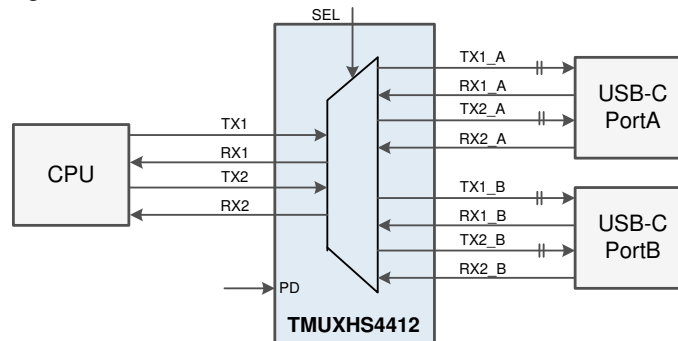 SEL
TX1_A
RX1_A
TX2_A
RX2_A
USB-C
PortA
CPU
TX1
RX1
TX2
RX2
TX1_B
RX1_B
TX2_B
RX2_B
USB-C
PortB
PD
TMUXHS4412